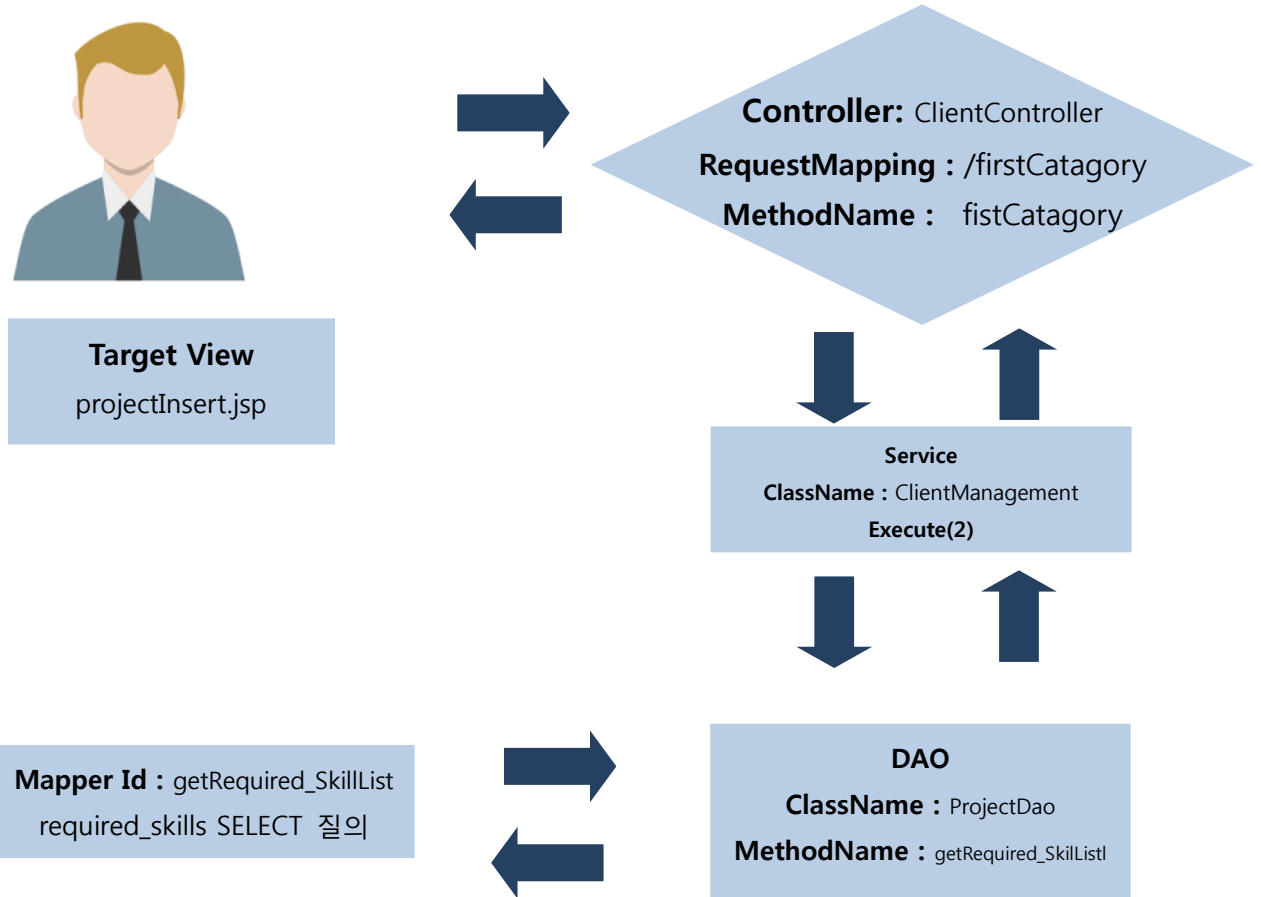 Controller: ClientController
RequestMapping : /firstCatagory
MethodName : fistCatagory
Target View
projectInsert.jsp
Service
ClassName : ClientManagement
Execute(2)
Mapper Id : getRequired_SkillList
required_skills SELECT 질의
DAO
ClassName : ProjectDao
MethodName : getRequired_SkilListl